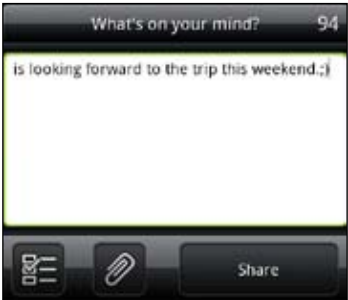 What's on your mind? 94
is looking forward to the trip this weekend.;)
Share